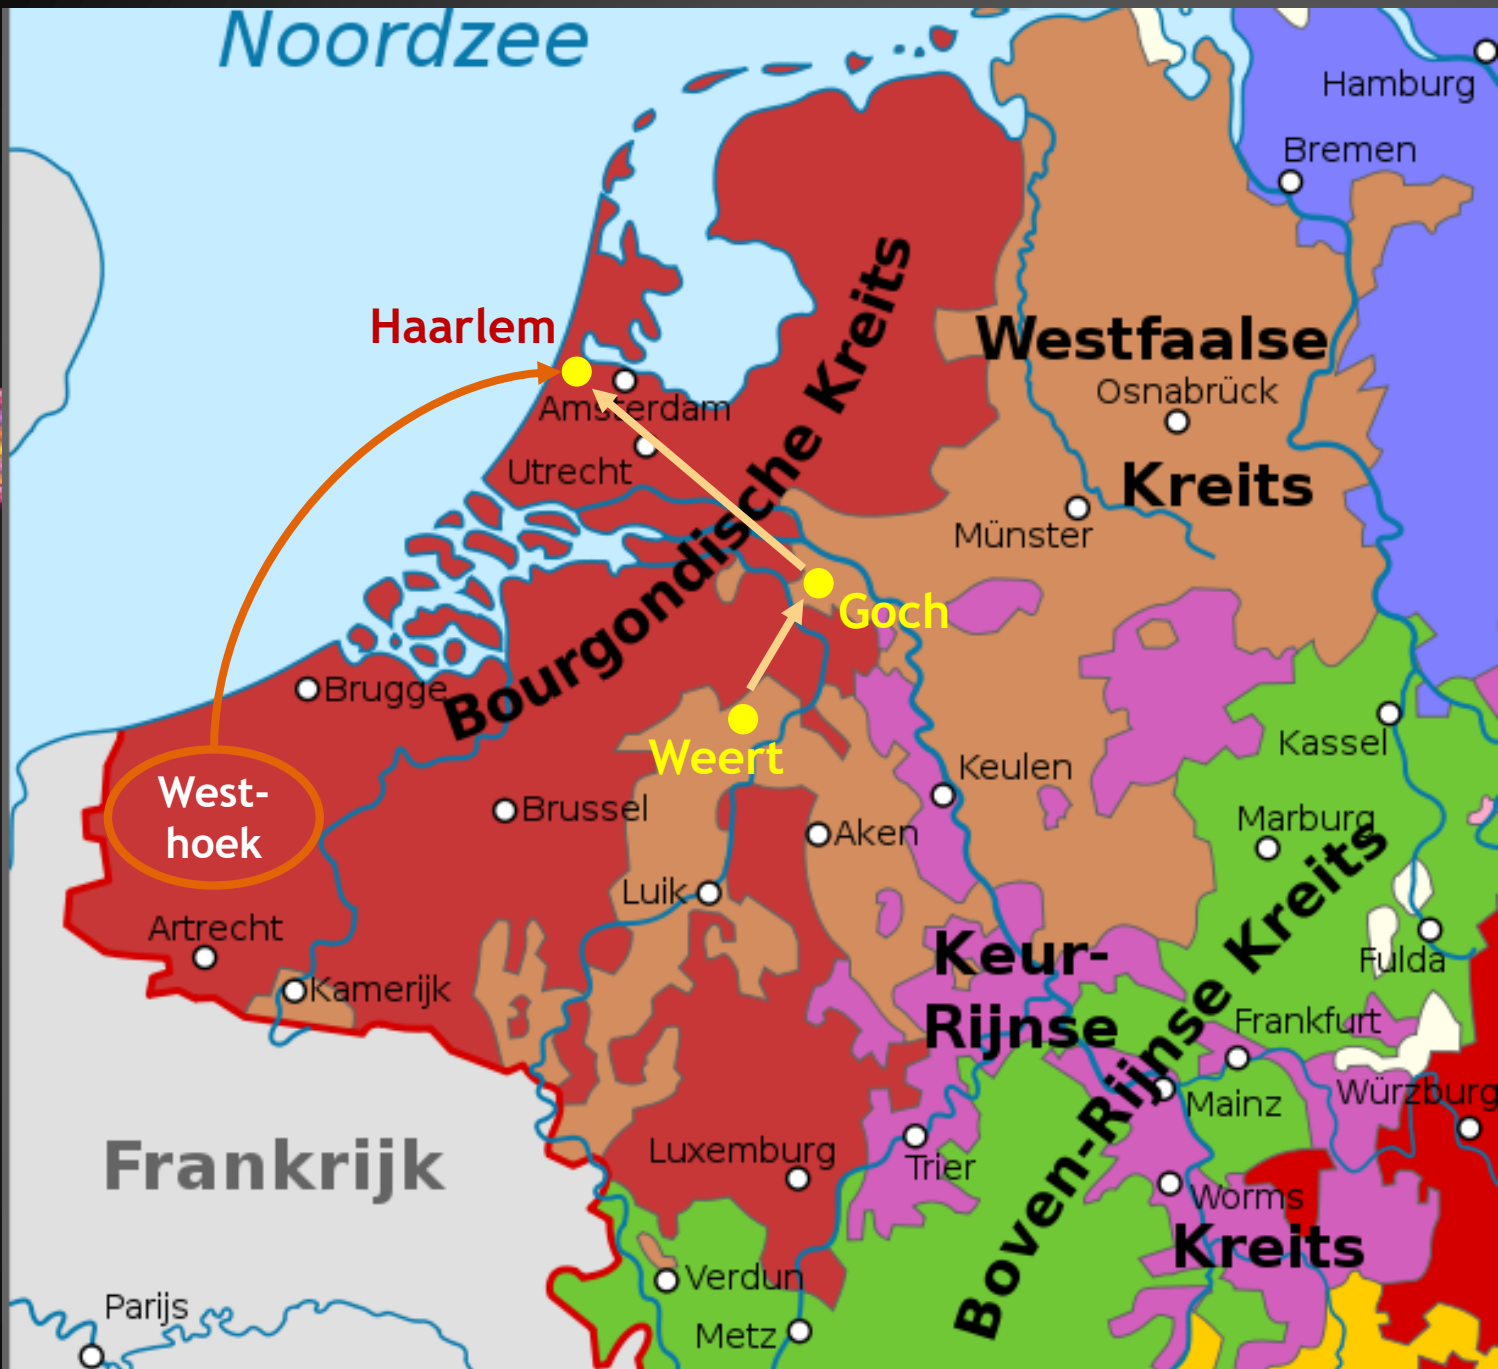 Noordzee
Hamburg
Bremen
Haarlem
Westfaalse
Osnabrück
Amsterdam
Utrecht
Kreits
Münster
Bourgondische Kreits
Goch
Brugge
Weert
Kassel
Keulen
West-
hoek
Brussel
Aken
Marburg
Luik
Artrecht
Keur-
Rijnse
Boven-Rijnse Kreits
Fulda
Kamerijk
Frankfurt
Würzburg
Mainz
Frankrijk
Luxemburg
Trier
Worms
Kreits
Verdun
Parijs
Metz